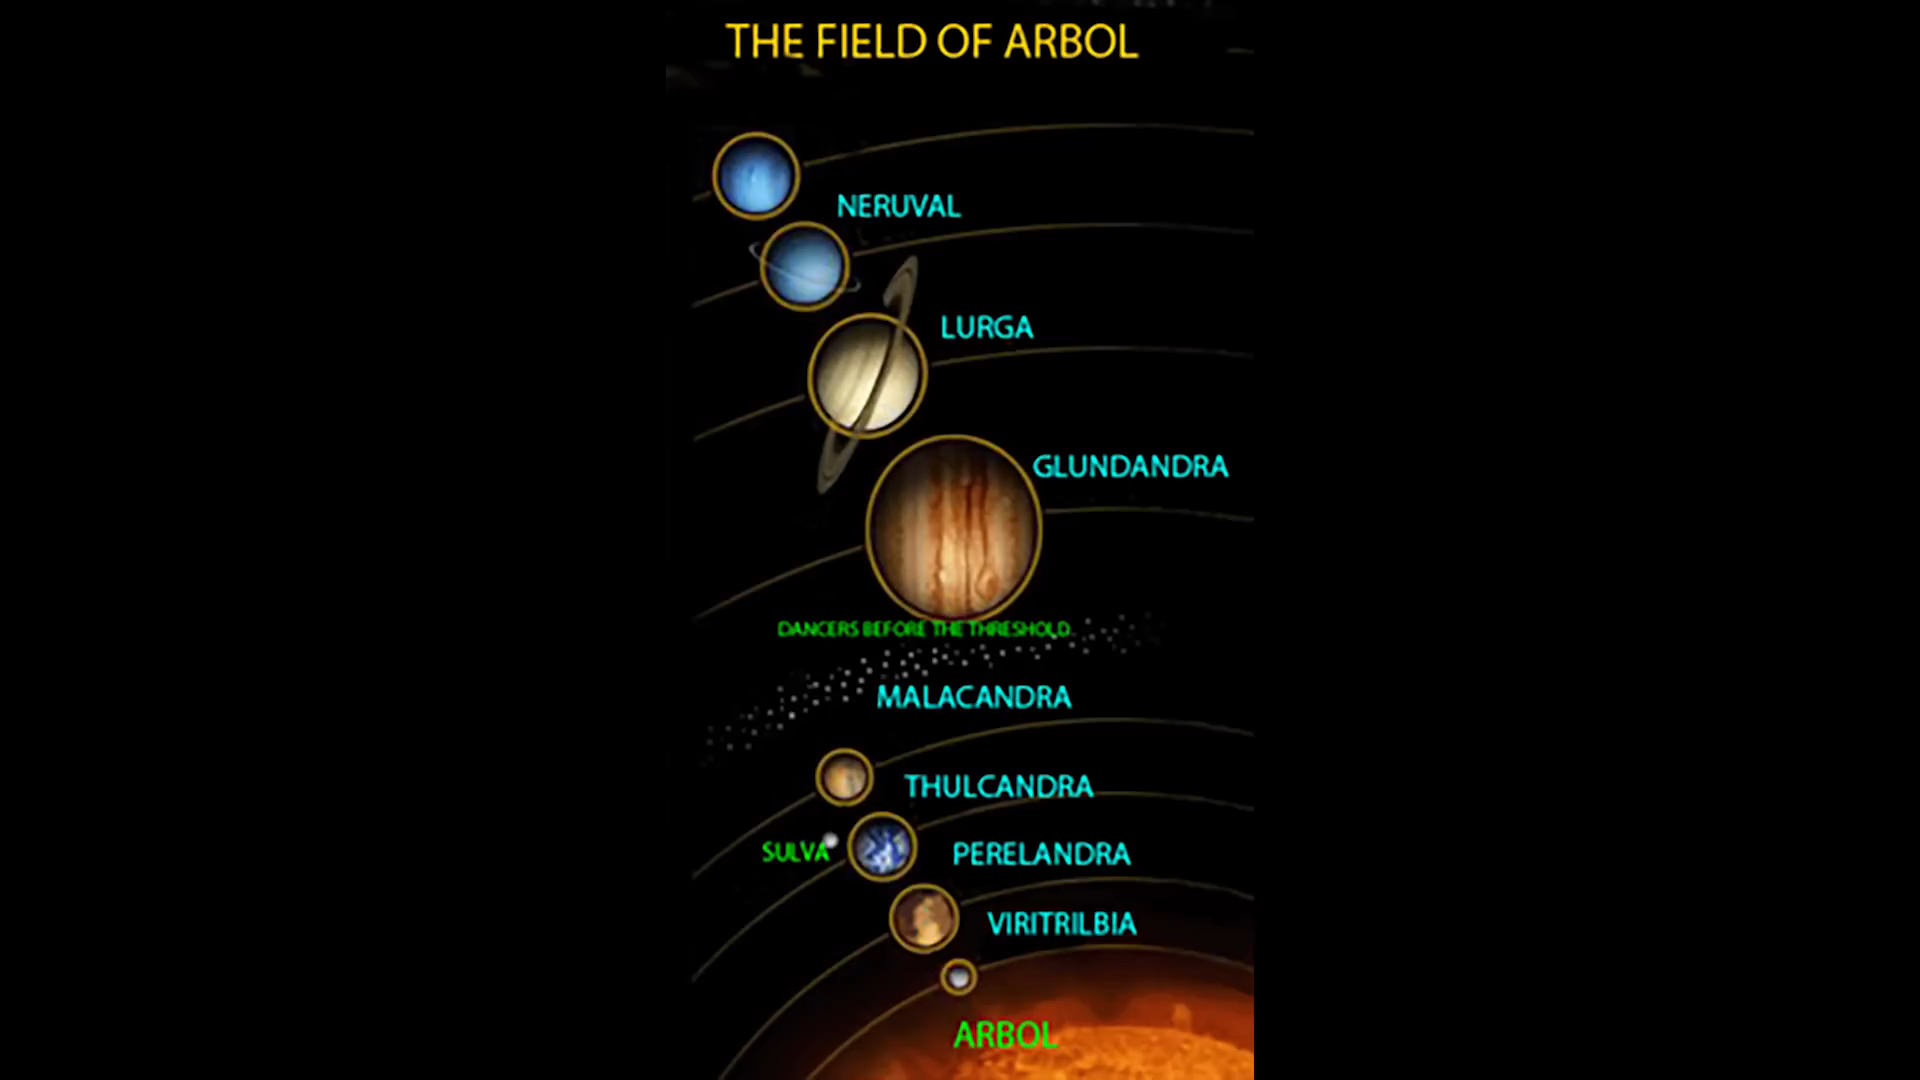 THE FIELD OF ARBOL
NERUVAL
LURGA
GLUNDANDRA
DANCERS BEFORE THE THRESHOLD
MALACANDRA
THULCANDRA
SULVA
PERELANDRA
VIRITRILBIA
ARBOL